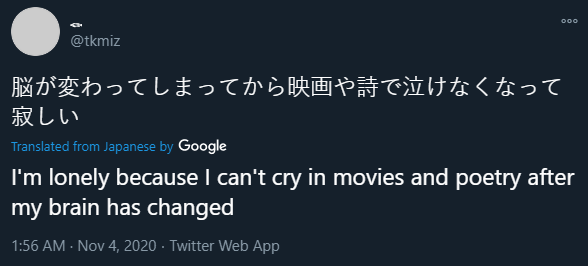 @tkmiz
脳が変わってしまってから映画や詩で泣けなくなって
寂しい
Translated from Japanese by Google
I'm lonely because I can't cry in movies and poetry after
my brain has changed
1:56 AM · Nov 4, 2020 · Twitter Web App